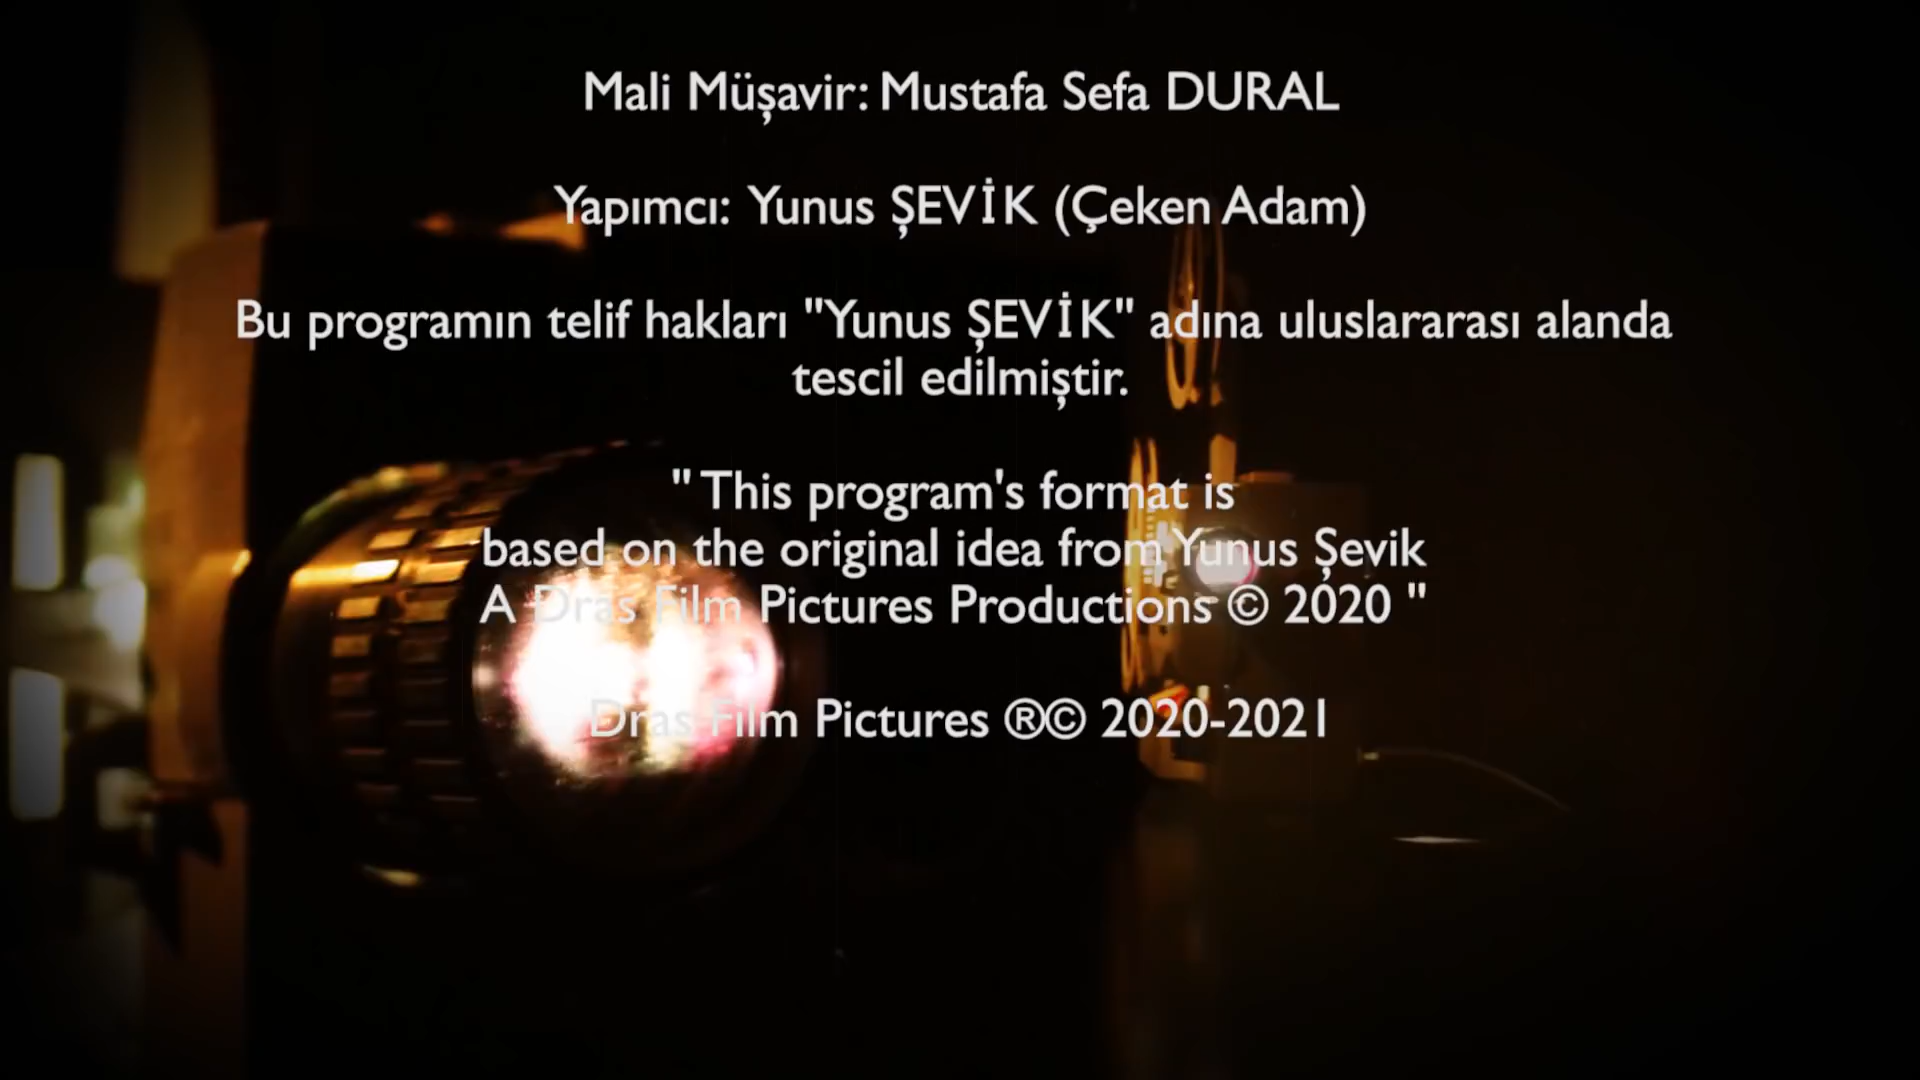 Mali Müşavir: Mustafa Sefa DURAL
Yapımcı: Yunus ŞEVİK (Çeken Adam)
Bu programın telif hakları "Yunus ŞEVİK" adına uluslararası alanda
tescil edilmiştir.
" This program's format is
based on the original idea from Yunus Şevik
A Dras Film Pictures Productions © 2020 "
Dras Film Pictures ®© 2020-2021